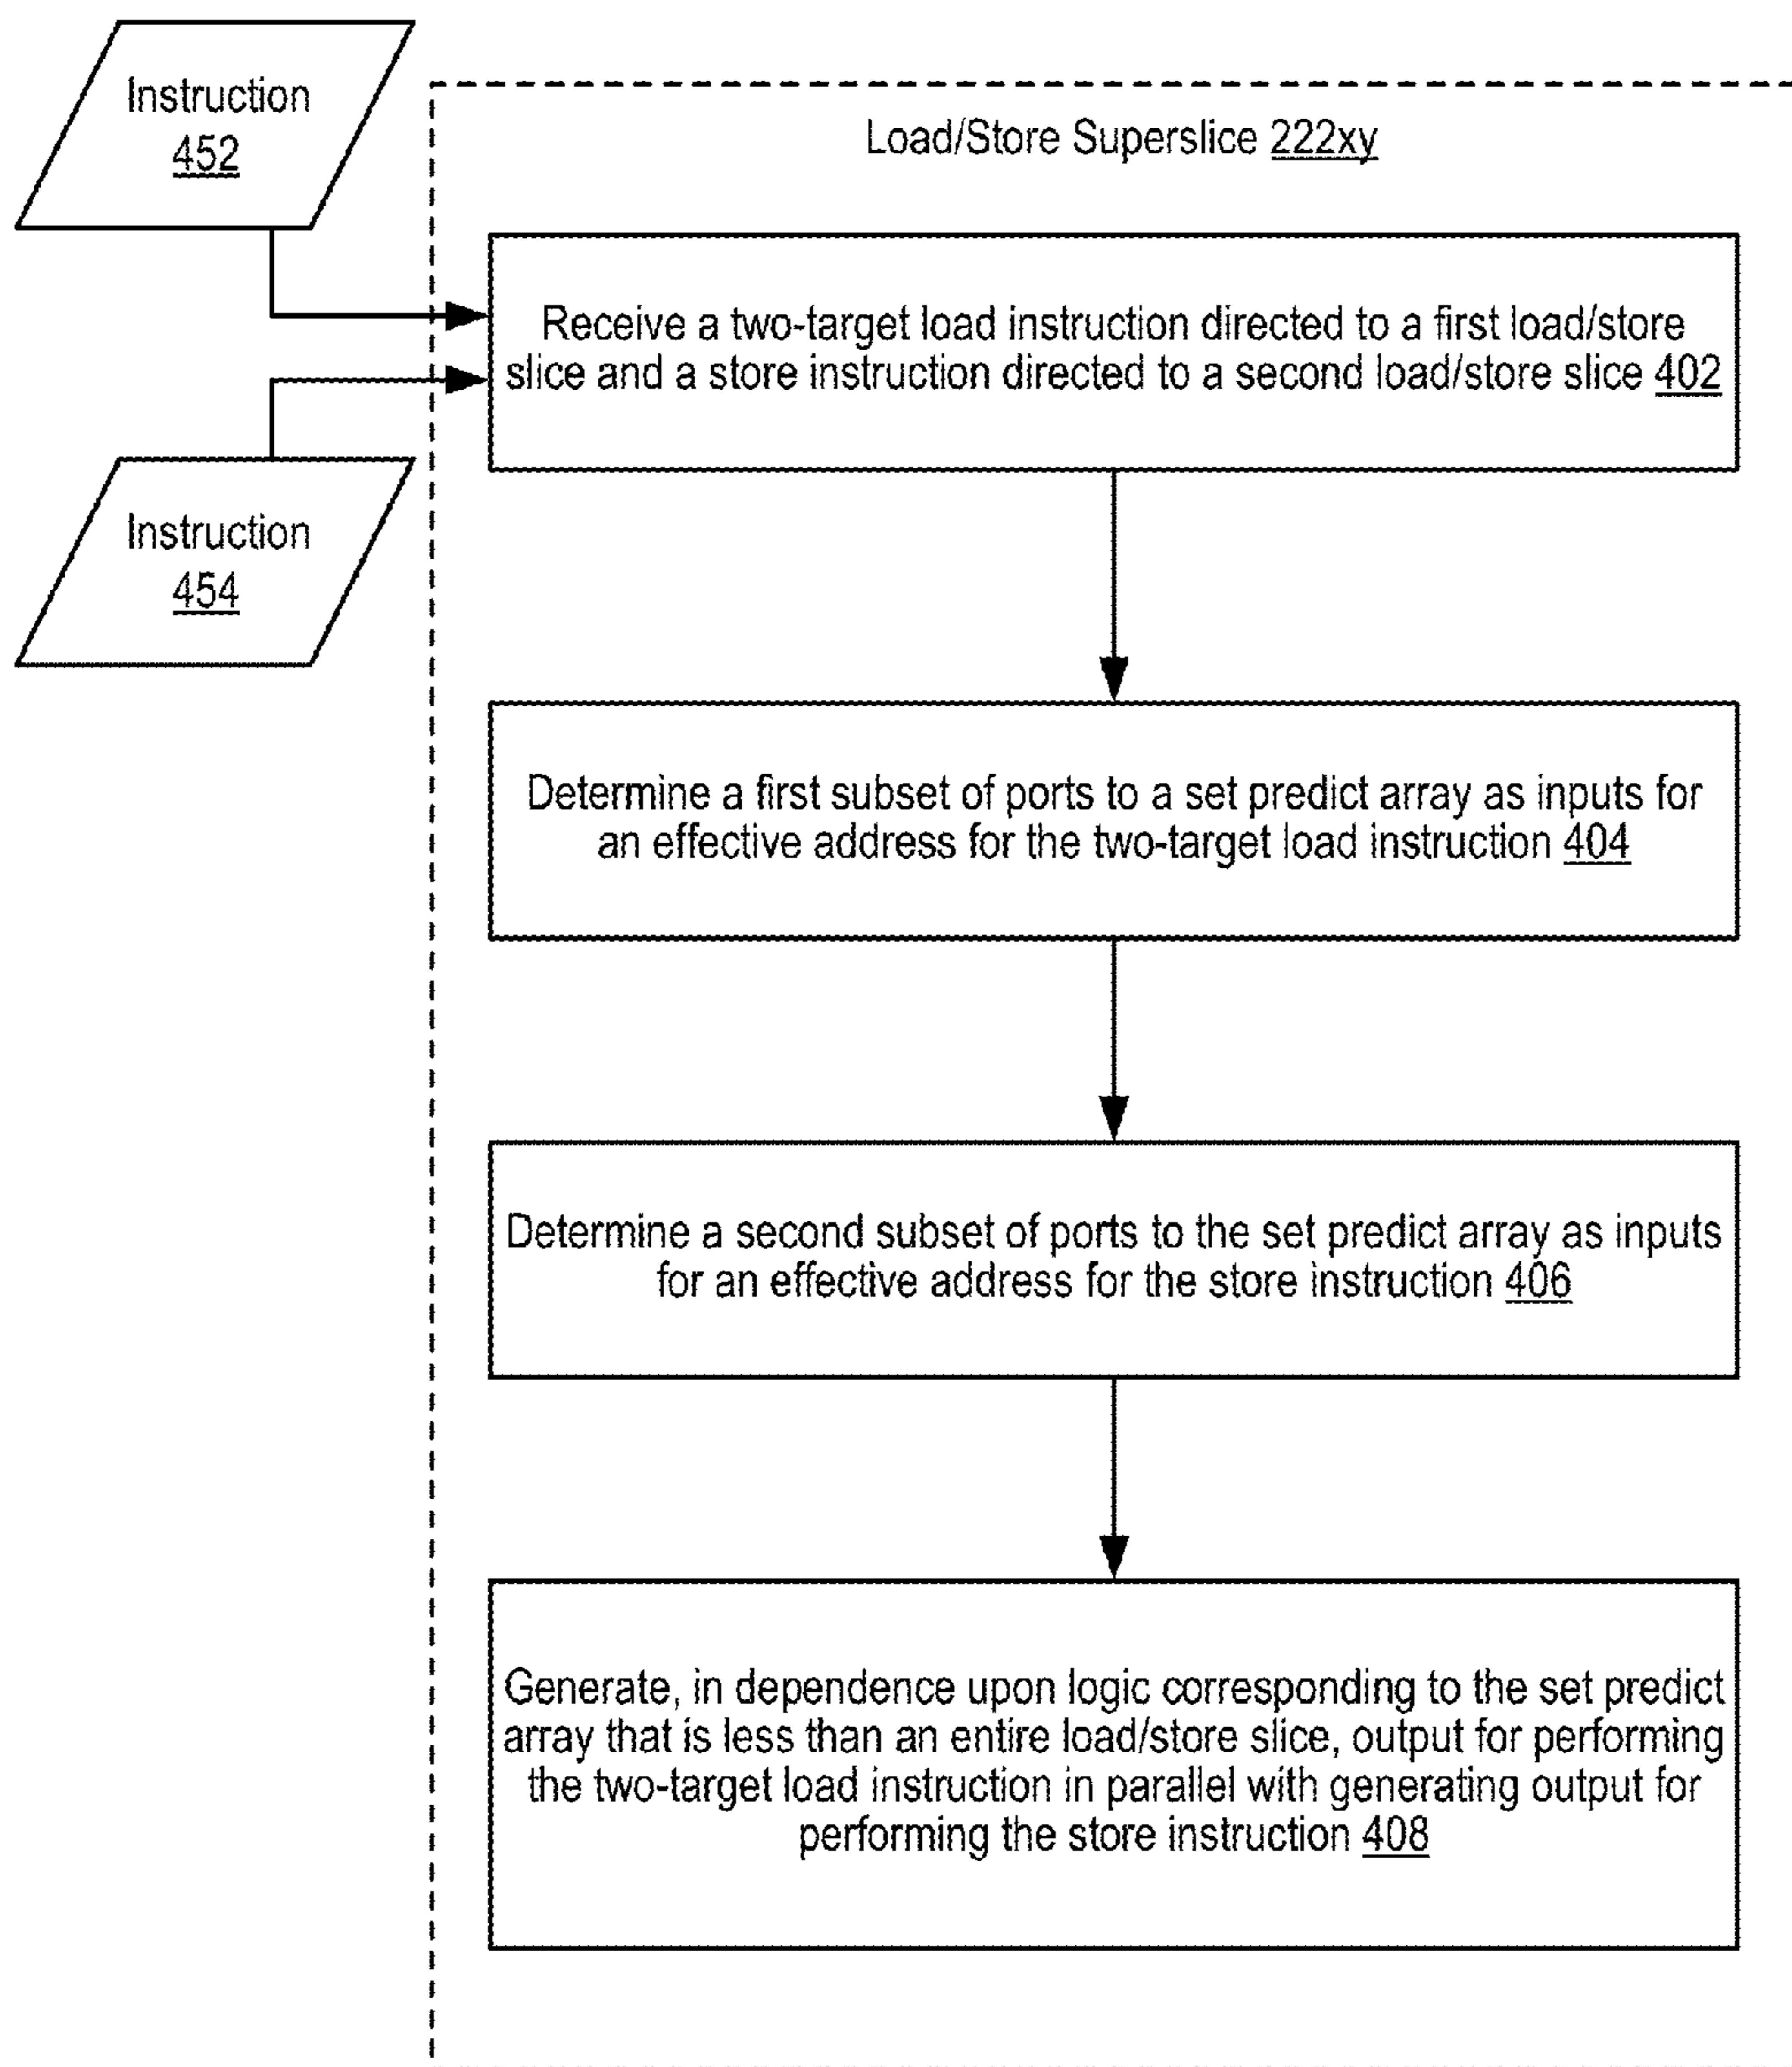 Instruction
452
Load/Store Superslice 222xy
Receive a two-target load instruction directed to a first load/store
slice and a store instruction directed to a second load/store slice 402
Instruction
454
Determine a first subset of ports to a set predict array as inputs for
an effective address for the two-target load instruction 404
Determine a second subset of ports to the set predict array as inputs
for an effective address for the store instruction 406
Generate, in dependence upon logic corresponding to the set predict
array that is less than an entire load/store slice, output for performing
the two-target load instruction in parallel with generating output for
performing the store instruction 408